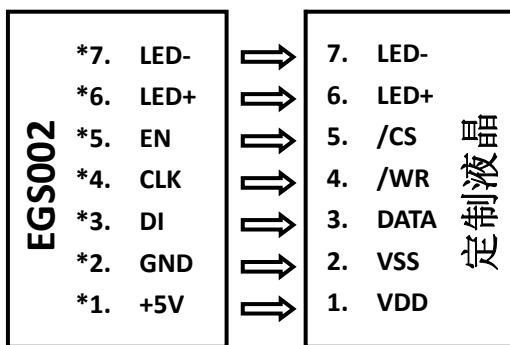 EGS002
*7. LED-
*6. LED+
*5. EN
*4. CLK
*3. DI
*2. GND
*1. +5V
7. LED-
6. LED+
5. /CS
4. /WR
3. DATA
2. VSS
1. VDD
定制液晶